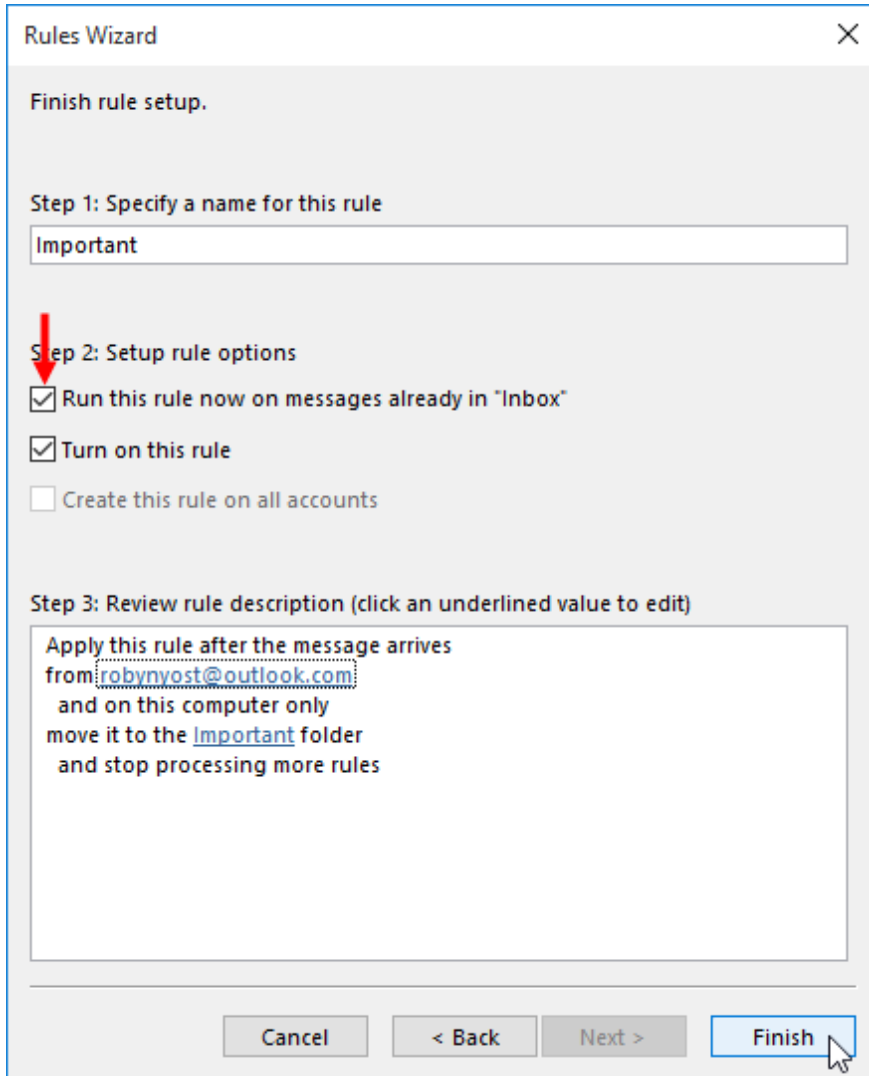 Rules Wizard
Finish rule setup.
Step 1: Specify a name for this rule
Important
Step 2: Setup rule options
Run this rule now on messages already in "Inbox"
Turn on this rule
Create this rule on all accounts
Step 3: Review rule description (click an underlined value to edit)
Apply this rule after the message arrives
from robynyost@outlook.com
and on this computer only
move it to the Important folder
and stop processing more rules
Cancel
< Back
Next >
Finish